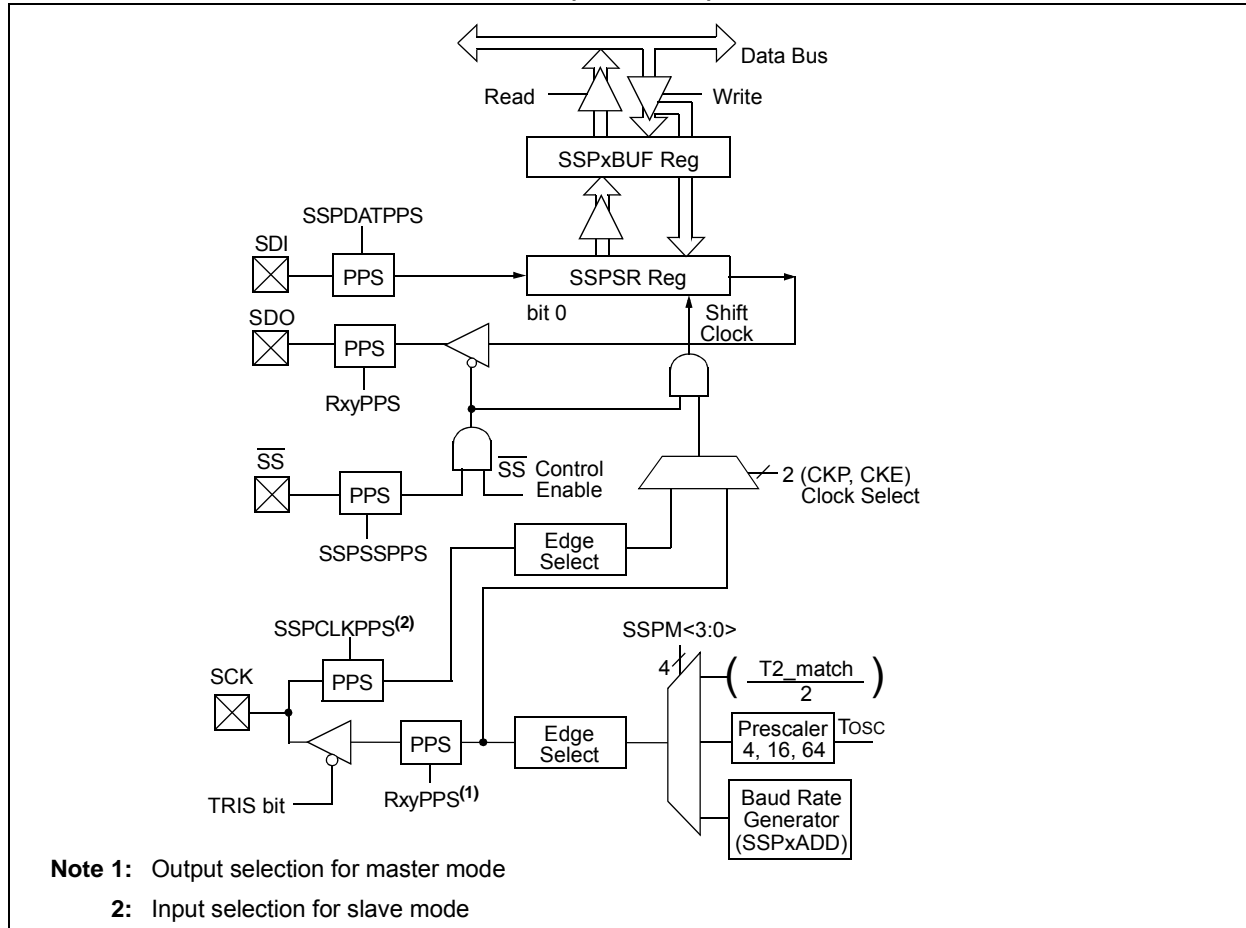 Data Bus
Read
Write
SSPxBUF Reg
SSPDATPPS
SDI
PPS
SSPSR Reg
bit 0
Shift
Clock
SDO
PPS
RxyPPS
SS
PPS
SS Control
Enable
2 (CKP, CKE)
Clock Select
SSPSSPPS
Edge
Select
SSPCLKPPS(2)
SSPM<3:0>
4
SCK
PPS
( T2_match
2 )
PPS
Edge
Select
Prescaler
4, 16, 64
TOSC
TRIS bit
RxyPPS(1)
Baud Rate
Generator
(SSPxADD)
Note 1: Output selection for master mode
2: Input selection for slave mode